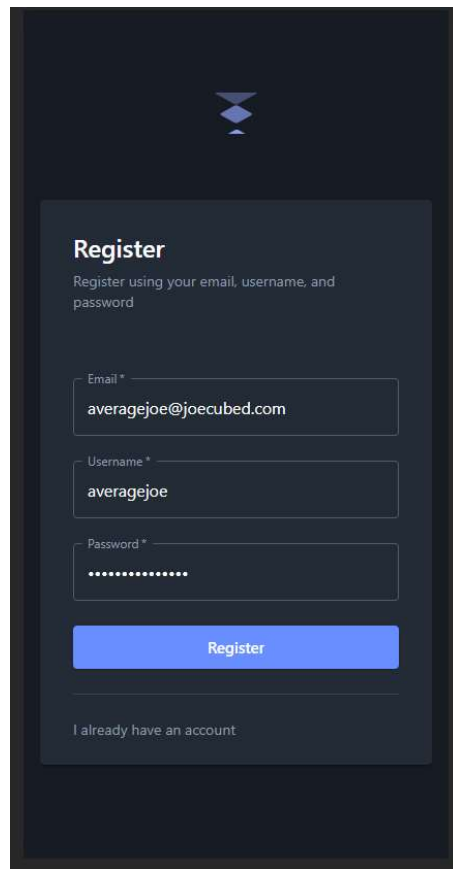 Register
Register using your email, username, and
password
Email *
averagejoe@joecubed.com
Username *
averagejoe
Password *
•••••••••••••••
Register
I already have an account